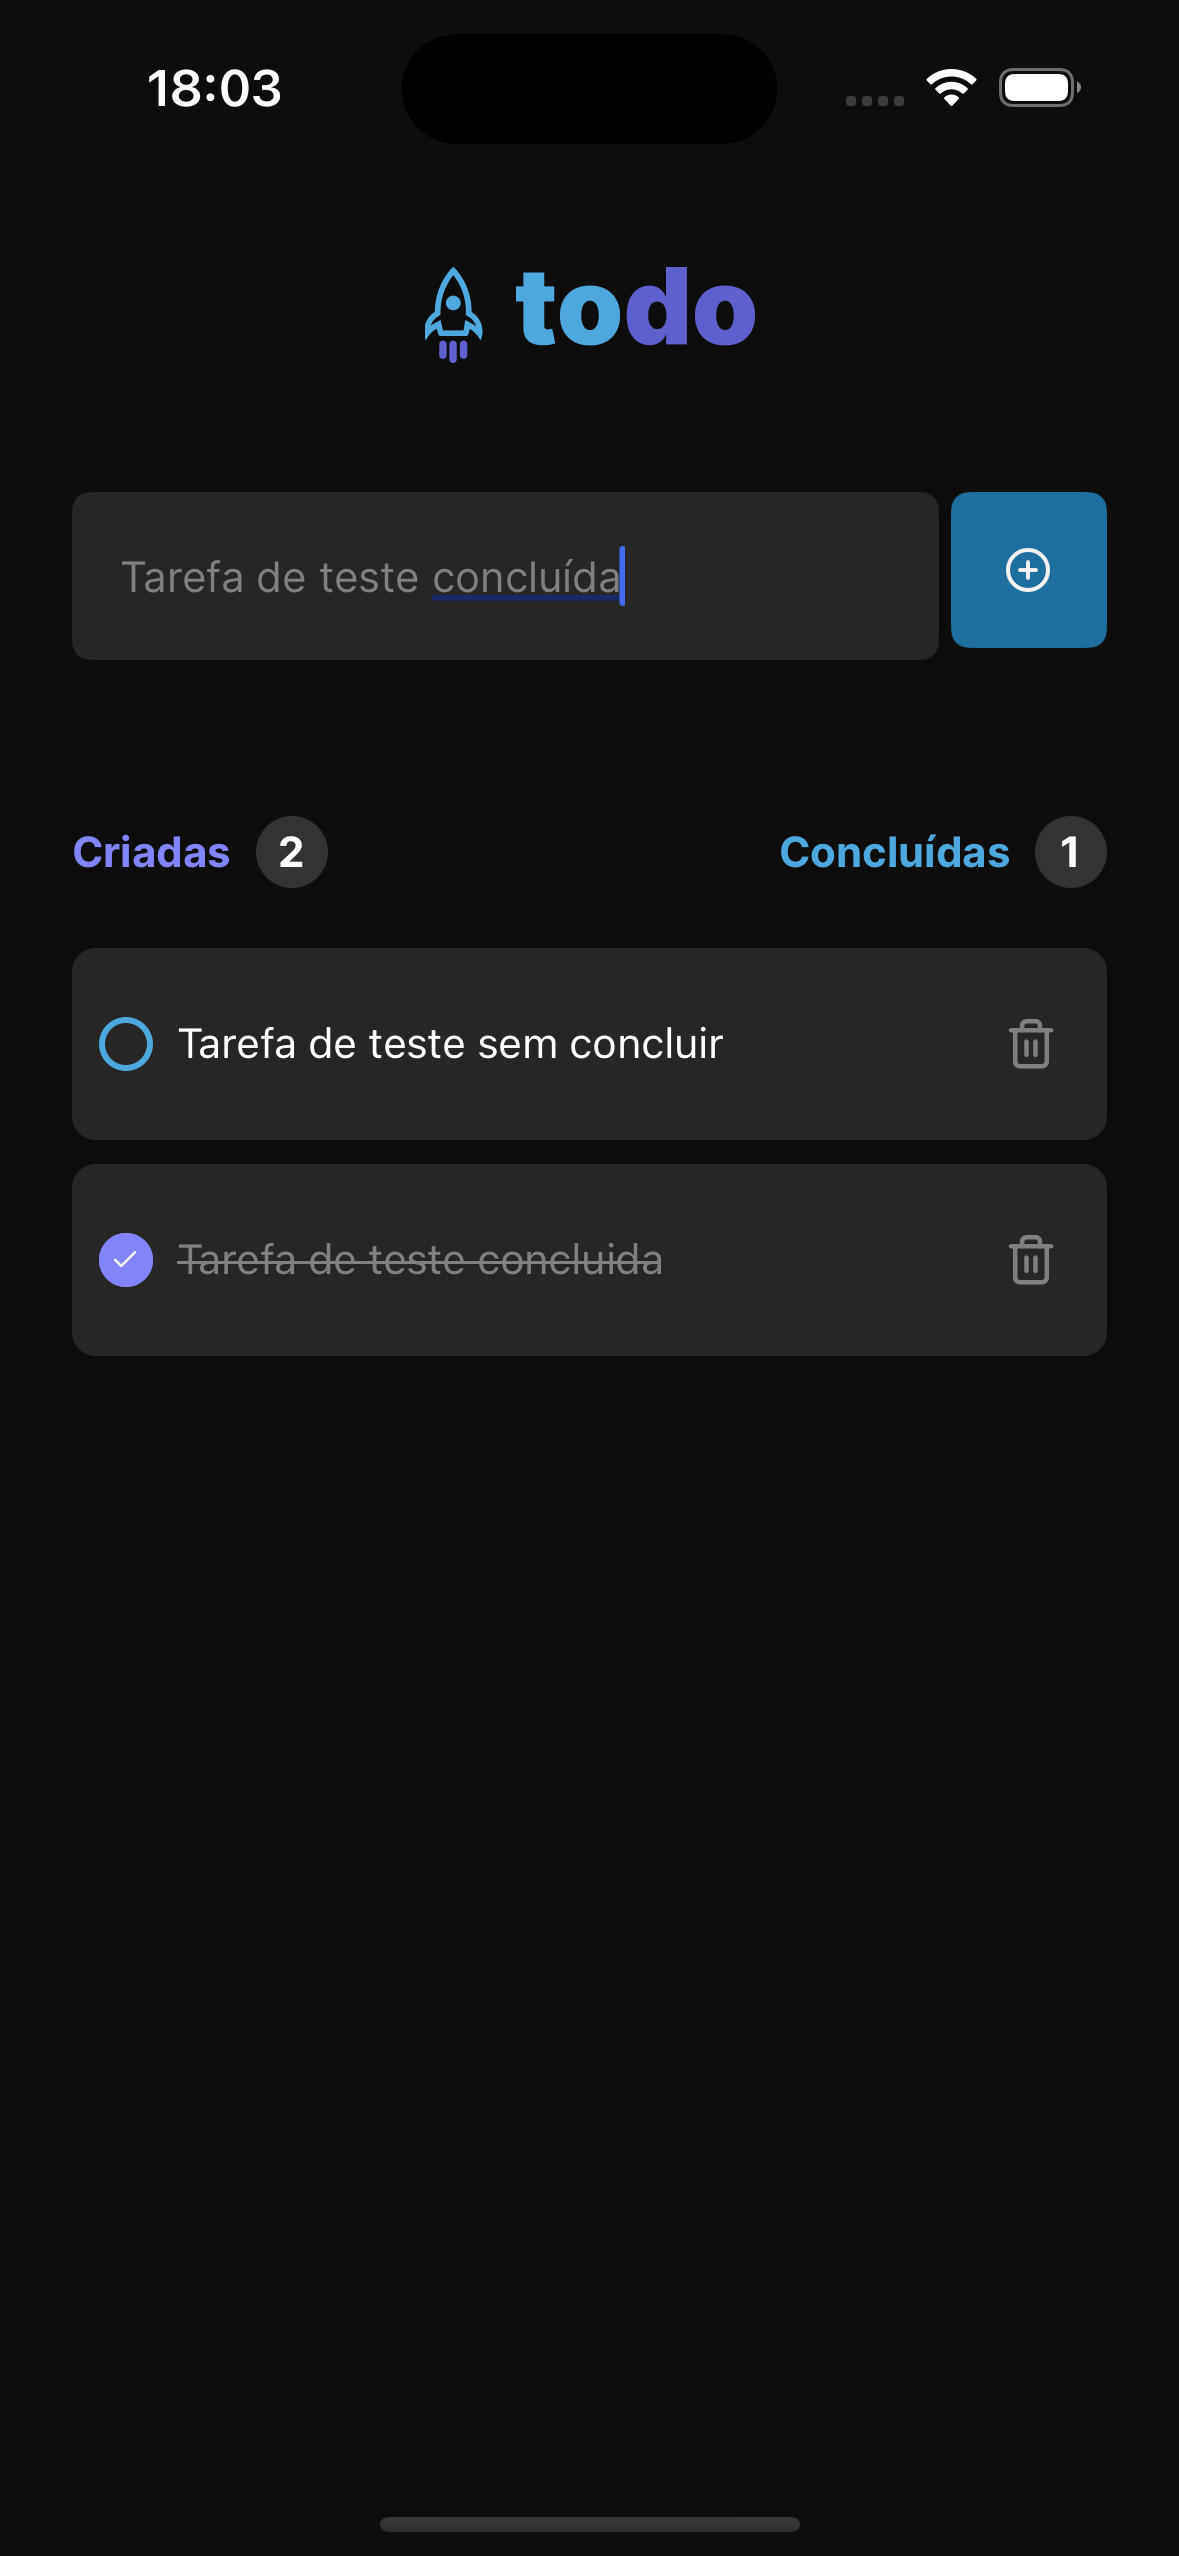 18:03
todo
Tarefa de teste concluída
Criadas 2 Concluídas 1
Tarefa de teste sem concluir
Tarefa de teste concluida